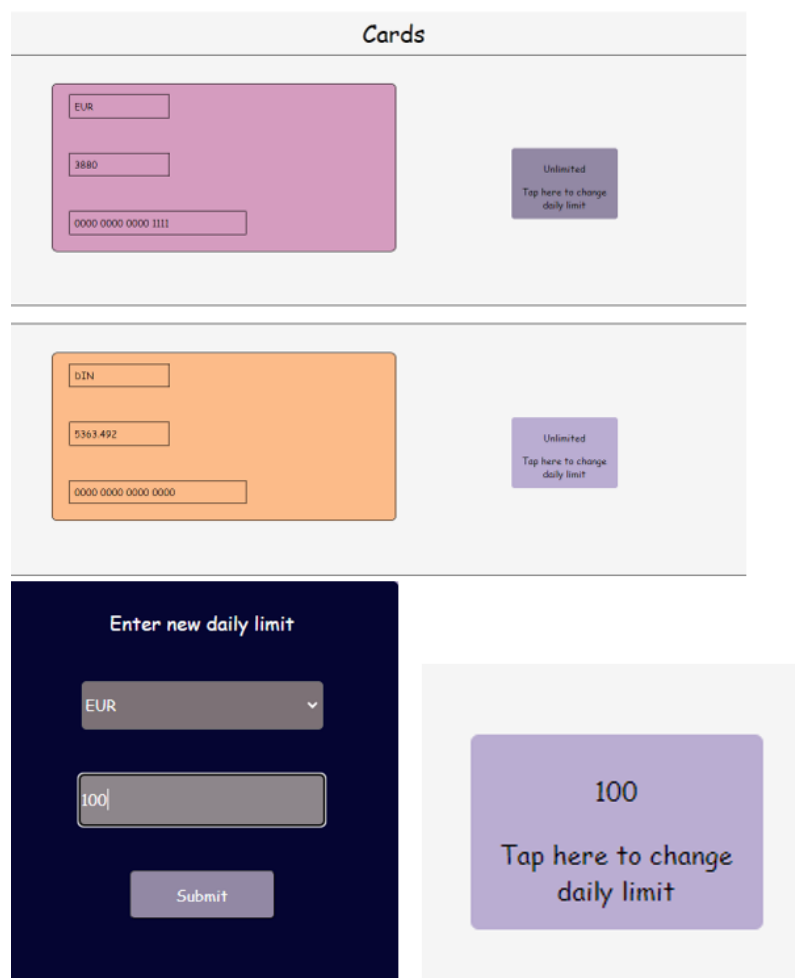 Cards
EUR
3880
0000 0000 0000 1111
Unlimited
Tap here to change
daily limit
DIN
5363.492
0000 0000 0000 0000
Unlimited
Tap here to change
daily limit
Enter new daily limit
EUR
100
Submit
100
Tap here to change
daily limit